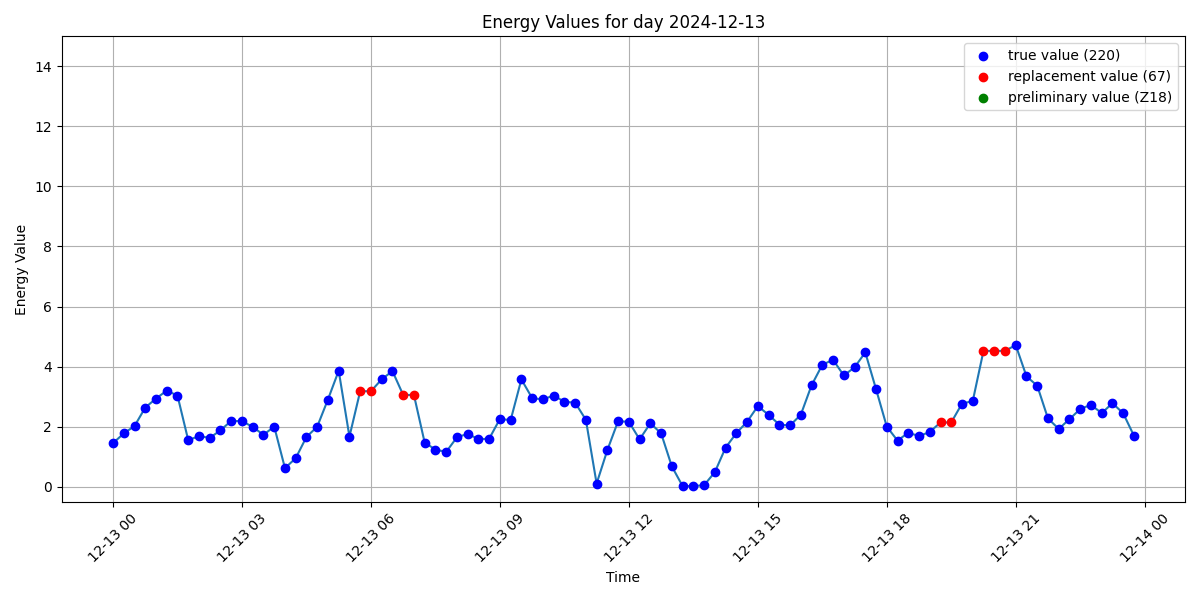 Energy Values for day 2024-12-13
true value (220)
replacement value (67)
preliminary value (Z18)
Energy Value
14
12
10
8
6
4
2
0
12-13 00
12-13 03
12-13 06
12-13 09
12-13 12
12-13 15
12-13 18
12-13 21
12-14 00
Time